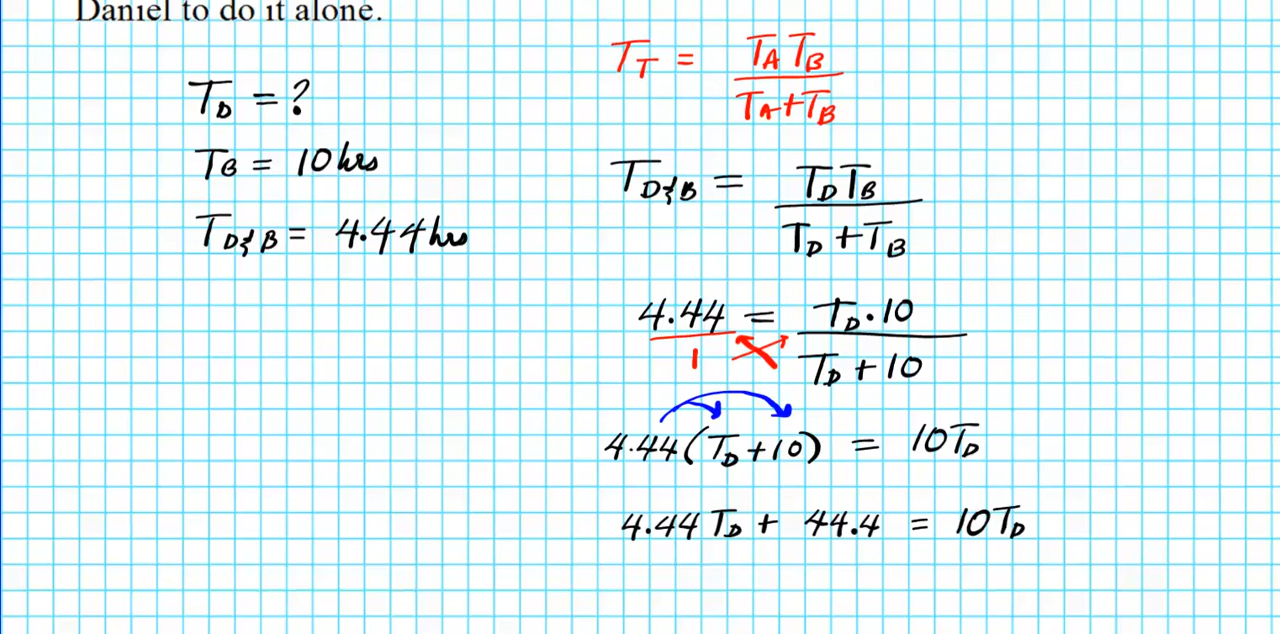 Daniel to do it alone.
T_D = ?
T_B = 10 hrs
T_D&B = 4.44 hrs
T_T = T_A T_B / T_A + T_B
T_D&B = T_D T_B / T_D + T_B
4.44 / 1 = T_D · 10 / T_D + 10
4.44 (T_D + 10) = 10T_D
4.44 T_D + 44.4 = 10T_D